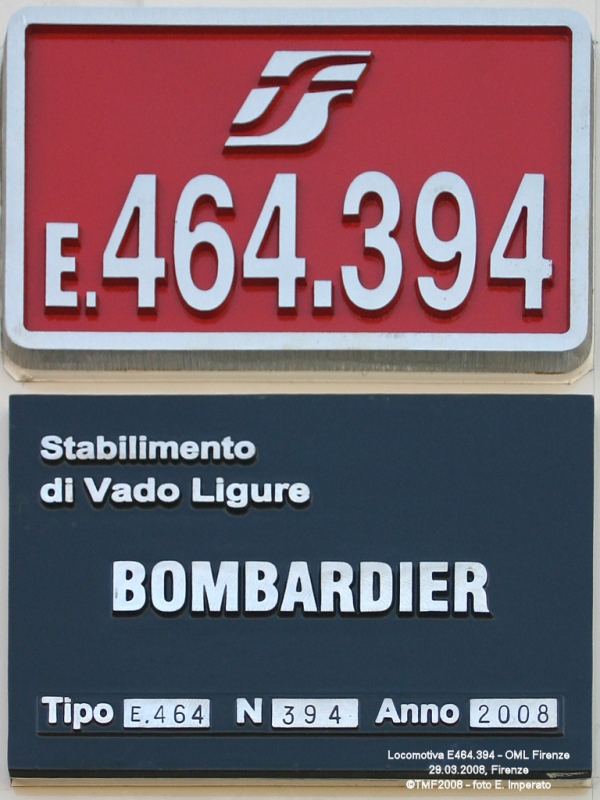 E.464.394
Stabilimento
di Vado Ligure
BOMBARDIER
Tipo E.464 N 394 Anno 2008
Locomotiva E464.394 - OML Firenze
29.03.2008, Firenze
©TMF2008 - foto E. Imperato